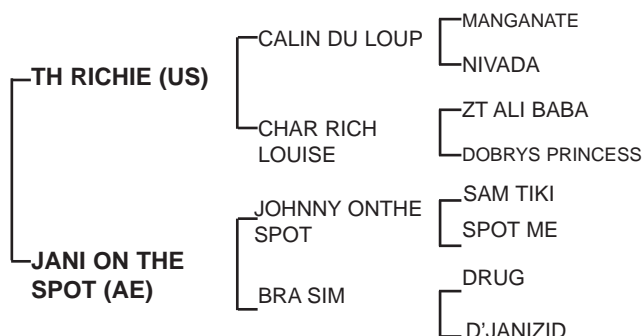 TH RICHIE (US)
JANI ON THE
SPOT (AE)
CALIN DU LOUP
CHAR RICH
LOUISE
JOHNNY ONTHE
SPOT
BRA SIM
MANGANATE
NIVADA
ZT ALI BABA
DOBRYS PRINCESS
SAM TIKI
SPOT ME
DRUG
D'JANIZID